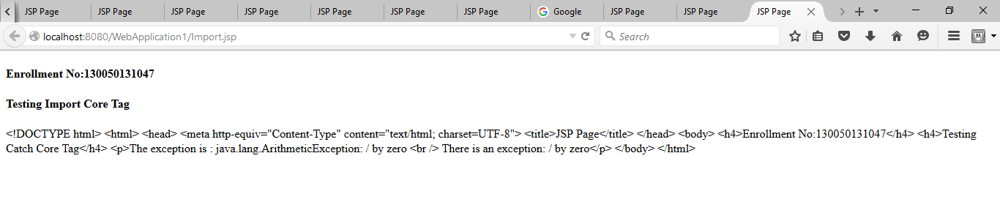 JSP Page JSP Page JSP Page JSP Page JSP Page JSP Page JSP Page Google JSP Page JSP Page JSP Page
localhost:8080/WebApplication1/Import.jsp Search
Enrollment No:130050131047
Testing Import Core Tag
<!DOCTYPE html> <html> <head> <meta http-equiv="Content-Type" content="text/html; charset=UTF-8"> <title>JSP Page</title> </head> <body> <h4>Enrollment No:130050131047</h4> <h4>Testing
Catch Core Tag</h4> <p>The exception is : java.lang.ArithmeticException: / by zero <br /> There is an exception: / by zero</p> </body> </html>